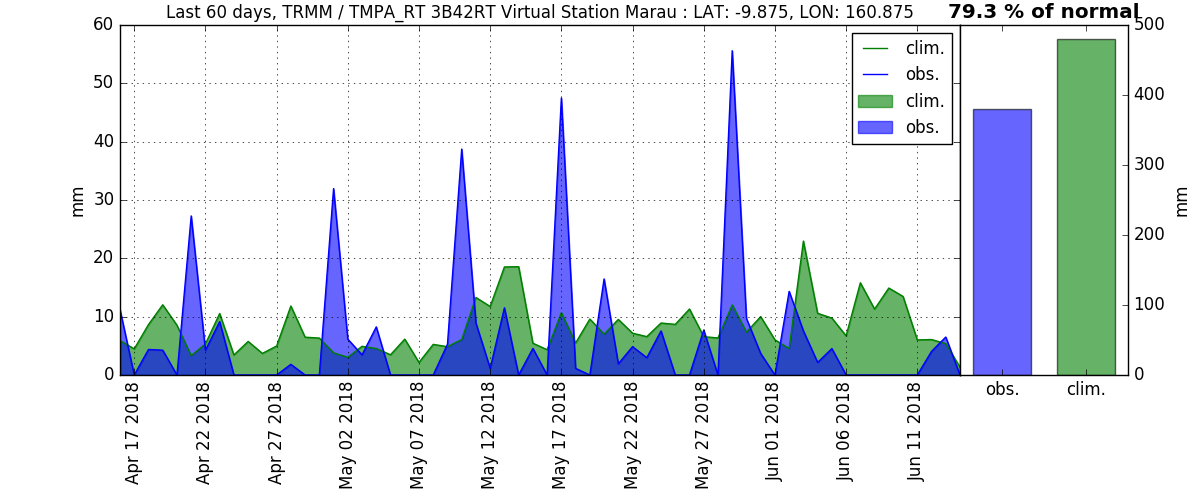 Last 60 days, TRMM / TMPA_RT 3B42RT Virtual Station Marau : LAT: -9.875, LON: 160.875
79.3 % of normal
60
50
40
30
20
10
0
mm
clim.
obs.
clim.
obs.
500
400
300
200
100
0
mm
Apr 17 2018
Apr 22 2018
Apr 27 2018
May 02 2018
May 07 2018
May 12 2018
May 17 2018
May 22 2018
May 27 2018
Jun 01 2018
Jun 06 2018
Jun 11 2018
obs.
clim.